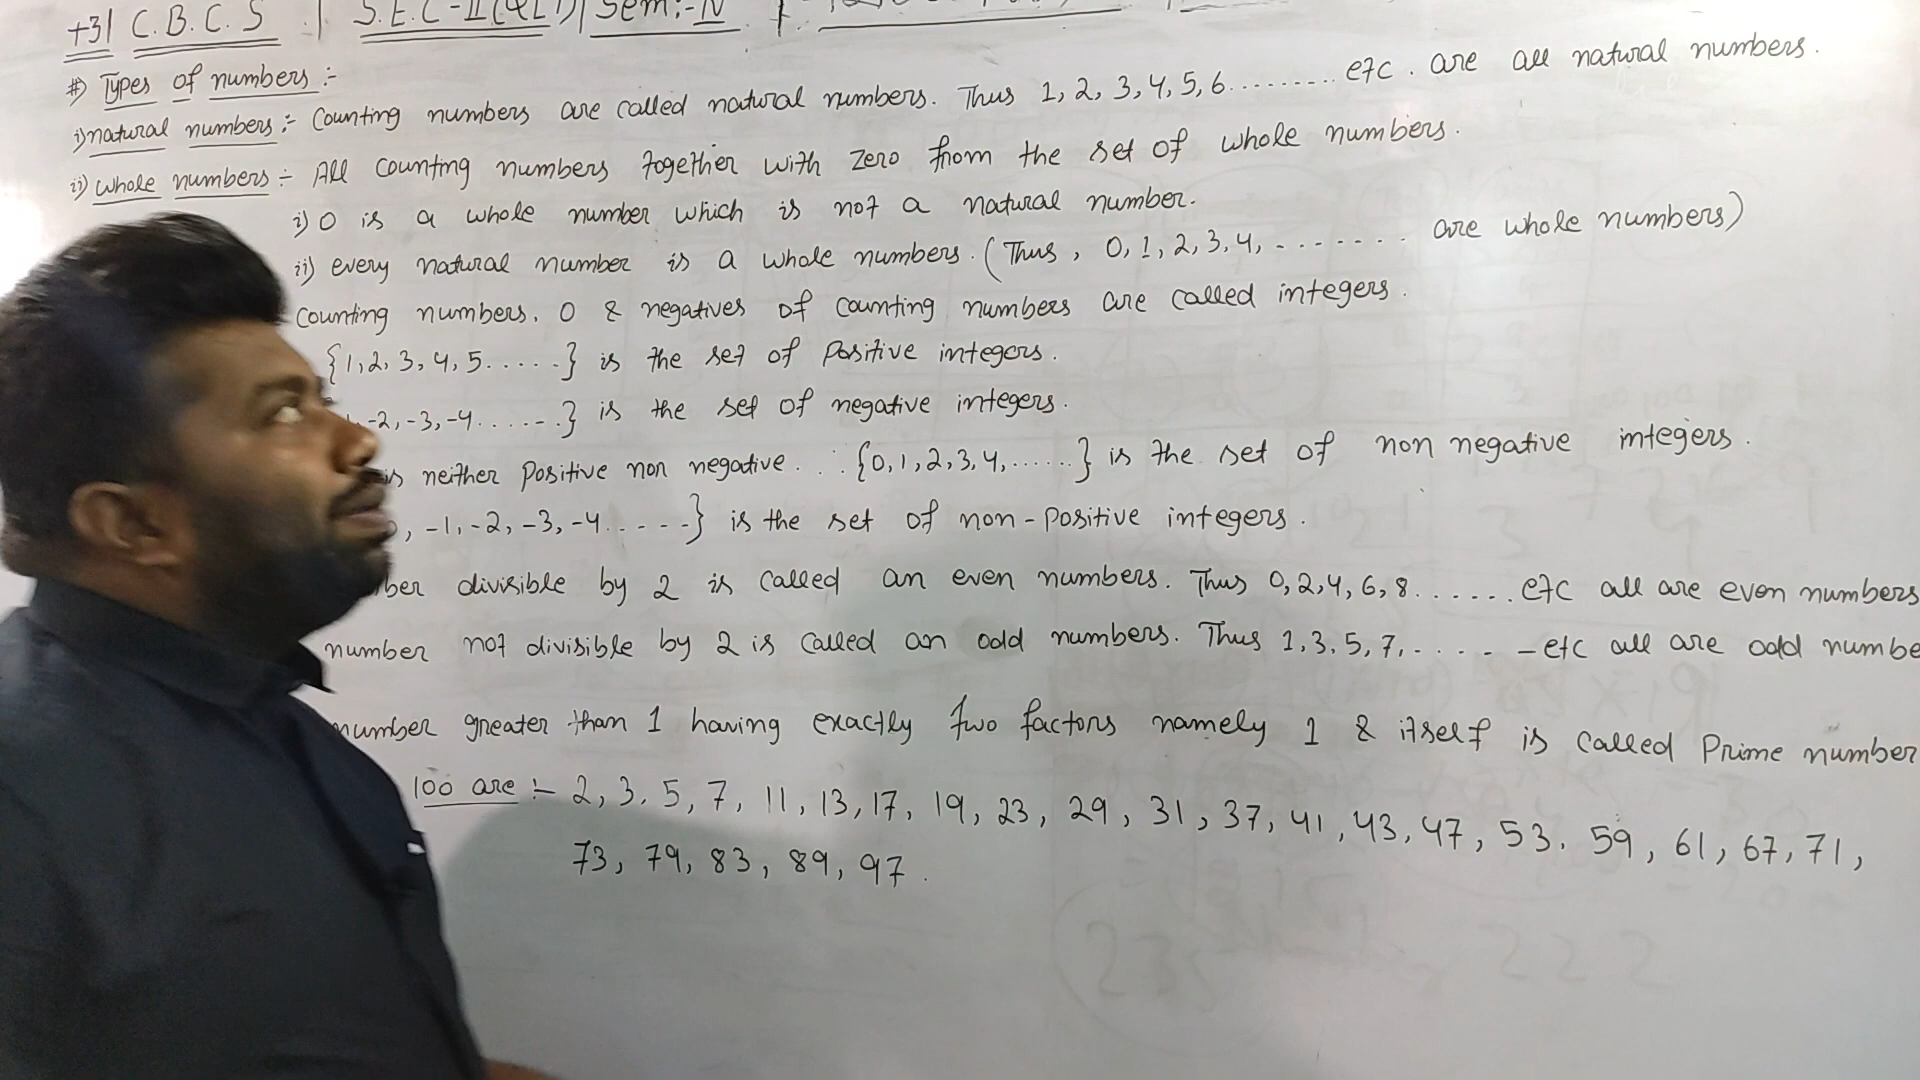 +3| C.B.C.S | S.E.C-II(QLT)| Sem:-IV
#) Types of numbers :-
i) natural numbers :- Counting numbers are called natural numbers. Thus 1, 2, 3, 4, 5, 6......... etc. are all natural numbers.
ii) whole numbers :- All counting numbers together with zero from the set of whole numbers.
i) 0 is a whole number which is not a natural number.
ii) every natural number is a whole numbers. (Thus, 0, 1, 2, 3, 4, ....... are whole numbers)
Counting numbers, 0 & negatives of counting numbers are called integers.
{1, 2, 3, 4, 5.....} is the set of Positive integers.
-2, -3, -4......} is the set of negative integers.
is neither Positive non negative. ∴ {0, 1, 2, 3, 4, ......} is the set of non negative integers.
, -1, -2, -3, -4.....} is the set of non-Positive integers.
ber divisible by 2 is called an even numbers. Thus 0, 2, 4, 6, 8...... etc all are even numbers
number not divisible by 2 is called an odd numbers. Thus 1, 3, 5, 7, ..... etc all are odd numbe
number greater than 1 having exactly two factors namely 1 & itself is called Prime number
100 are :- 2, 3, 5, 7, 11, 13, 17, 19, 23, 29, 31, 37, 41, 43, 47, 53, 59, 61, 67, 71,
73, 79, 83, 89, 97.